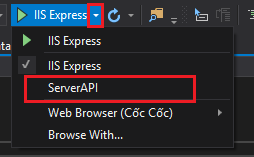 IIS Express
IIS Express
IIS Express
ServerAPI
Web Browser (Cốc Cốc)
Browse With...